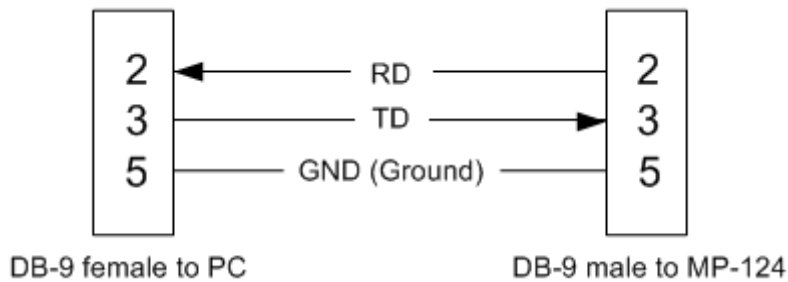 2 RD 2
3 TD 3
5 GND (Ground) 5
DB-9 female to PC DB-9 male to MP-124